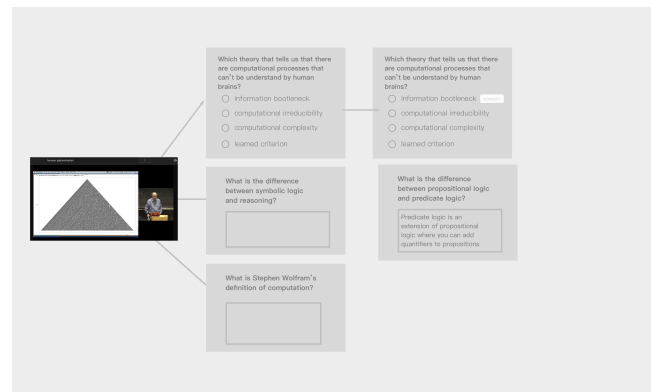 Which theory that tells us that there
are computational processes that
can't be understand by human
brains?
information bootleneck
computational irreducibility
computational complexity
learned criterion
Which theory that tells us that there
are computational processes that
can't be understand by human
brains?
information bootleneck
computational irreducibility
computational complexity
learned criterion
What is the difference
between symbolic logic
and reasoning?
What is the difference
between propositional logic
and predicate logic?
Predicate logic is an
extension of propositional
logic where you can add
quantifiers to propositions
What is Stephen Wolfram's
definition of computation?